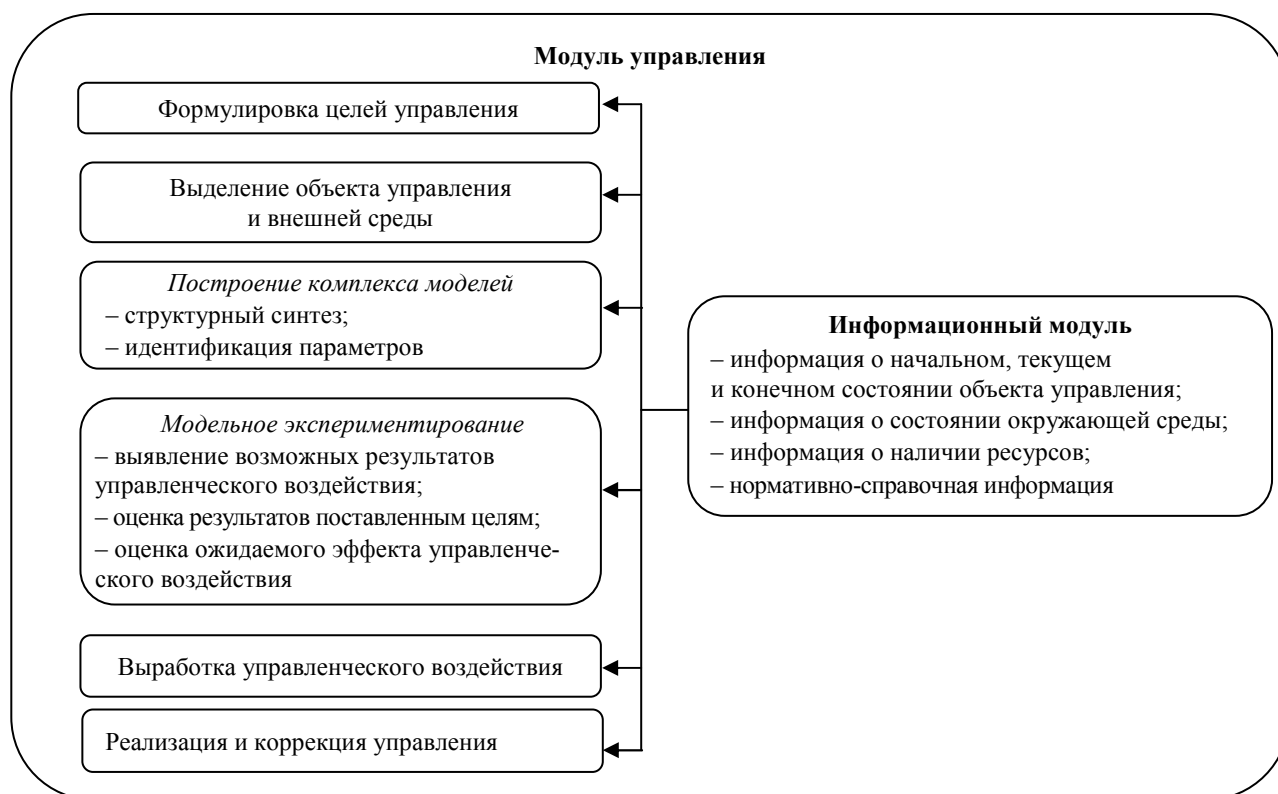 Модуль управления
Формулировка целей управления
Выделение объекта управления
и внешней среды
Построение комплекса моделей
– структурный синтез;
– идентификация параметров
Модельное экспериментирование
– выявление возможных результатов
управленческого воздействия;
– оценка результатов поставленным целям;
– оценка ожидаемого эффекта управленче-
ского воздействия
Выработка управленческого воздействия
Реализация и коррекция управления
Информационный модуль
– информация о начальном, текущем
и конечном состоянии объекта управления;
– информация о состоянии окружающей среды;
– информация о наличии ресурсов;
– нормативно-справочная информация